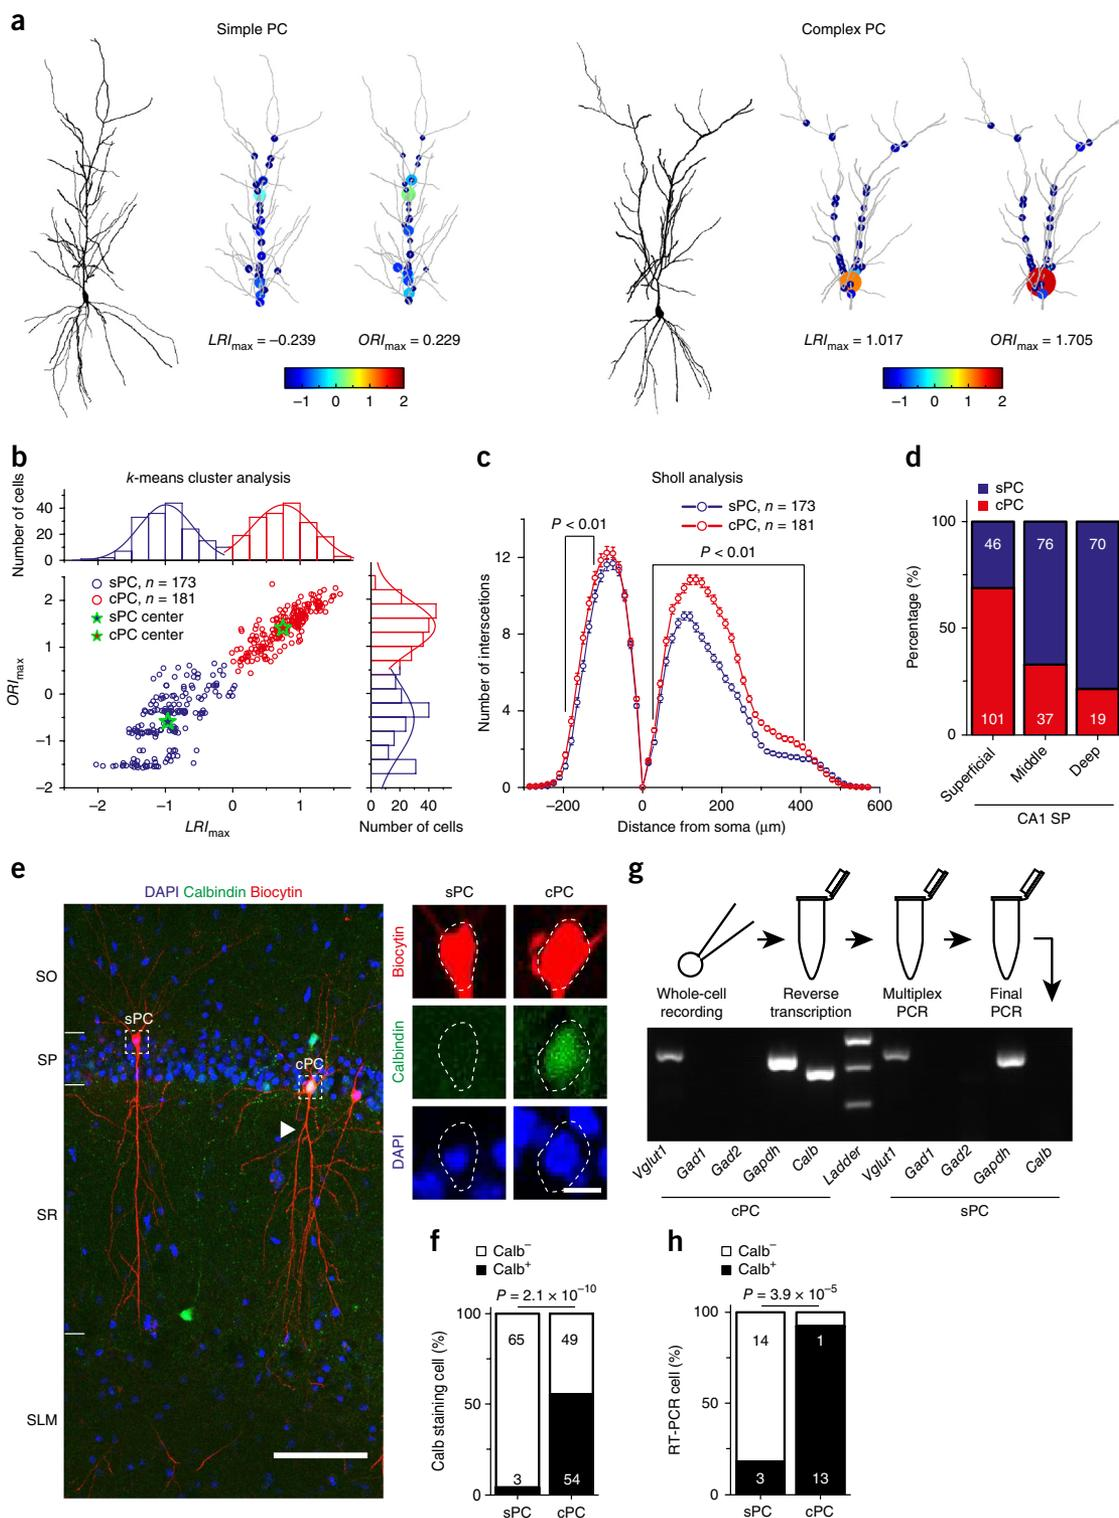 a
Simple PC
Complex PC
LRImax = –0.239
ORImax = 0.229
LRImax = 1.017
ORImax = 1.705
–1 0 1 2
–1 0 1 2
b
k-means cluster analysis
Number of cells
40
20
0
sPC, n = 173
cPC, n = 181
sPC center
cPC center
ORImax
2
1
0
–1
–2
–2 –1 0 1
LRImax
0 20 40
Number of cells
c
Sholl analysis
sPC, n = 173
cPC, n = 181
P < 0.01
P < 0.01
Number of interscetions
12
8
4
0
–200 0 200 400 600
Distance from soma (μm)
d
sPC
cPC
Percentage (%)
100
50
0
46 76 70
101 37 19
Superficial Middle Deep
CA1 SP
e
DAPI Calbindin Biocytin
SO
SP
SR
SLM
sPC
cPC
sPC cPC
Biocytin
Calbindin
DAPI
g
Whole-cell
recording
Reverse
transcription
Multiplex
PCR
Final
PCR
Vglut1 Gad1 Gad2 Gapdh Calb Ladder Vglut1 Gad1 Gad2 Gapdh Calb
cPC sPC
f
Calb–
Calb+
P = 2.1 × 10–10
Calb staining cell (%)
100
50
0
65 49
3 54
sPC cPC
h
Calb–
Calb+
P = 3.9 × 10–5
RT-PCR cell (%)
100
50
0
14 1
3 13
sPC cPC